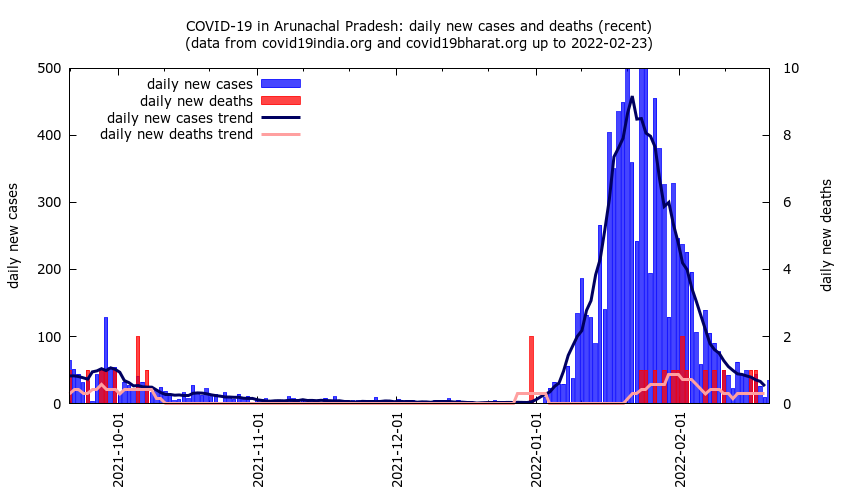 COVID-19 in Arunachal Pradesh: daily new cases and deaths (recent)
(data from covid19india.org and covid19bharat.org up to 2022-02-23)
daily new cases
daily new deaths
daily new cases trend
daily new deaths trend
daily new cases
500
400
300
200
100
0
10
8
6
4
2
0
daily new deaths
2021-10-01
2021-11-01
2021-12-01
2022-01-01
2022-02-01